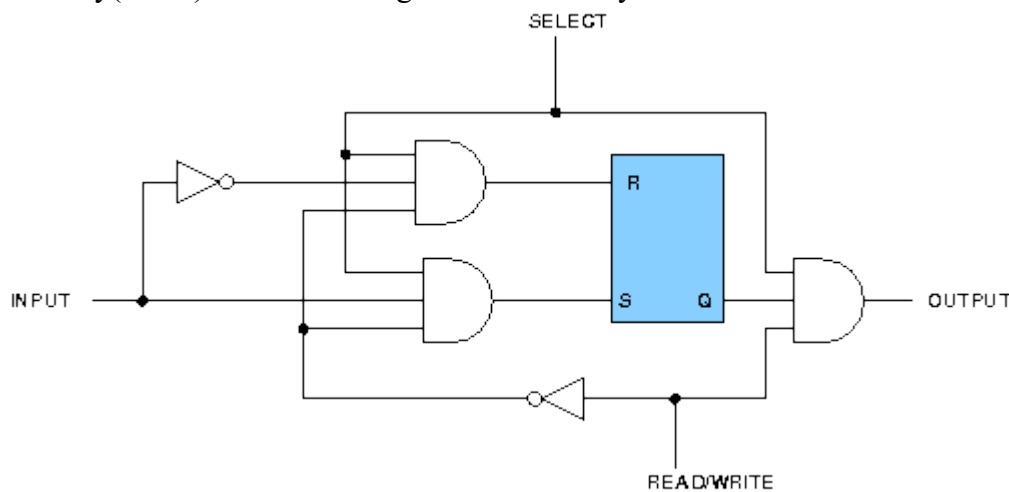 SELECT
R
INPUT
S
Q
OUTPUT
READ/WRITE